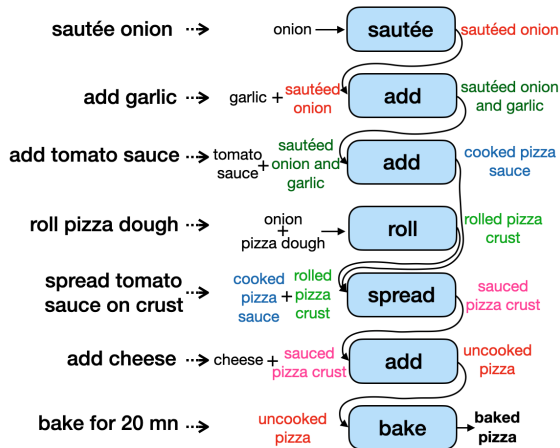 sautée onion
onion
sautée
sautéed onion
add garlic
garlic + sautéed
onion
add
sautéed onion
and garlic
add tomato sauce
tomato
sauce
+
sautéed
onion and
garlic
add
cooked pizza
sauce
roll pizza dough
onion
+
pizza dough
roll
rolled pizza
crust
spread tomato
sauce on crust
cooked
pizza
sauce
+
rolled
pizza
crust
spread
sauced
pizza crust
add cheese
cheese + sauced
pizza crust
add
uncooked
pizza
bake for 20 mn
uncooked
pizza
bake
baked
pizza